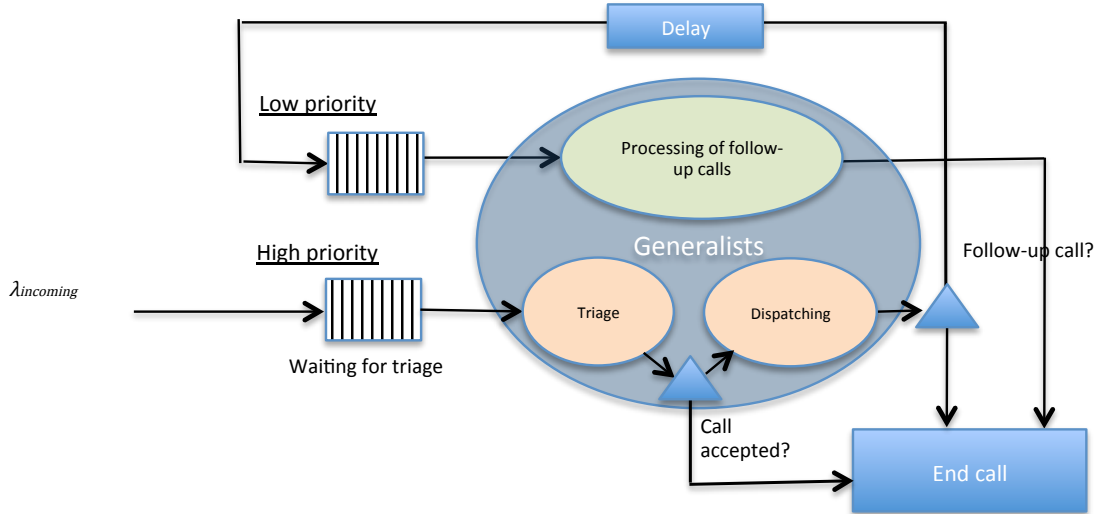 Delay
Low priority
Processing of follow-
up calls
Generalists
High priority
Follow-up call?
λincoming
Triage
Dispatching
Waiting for triage
Call
accepted?
End call